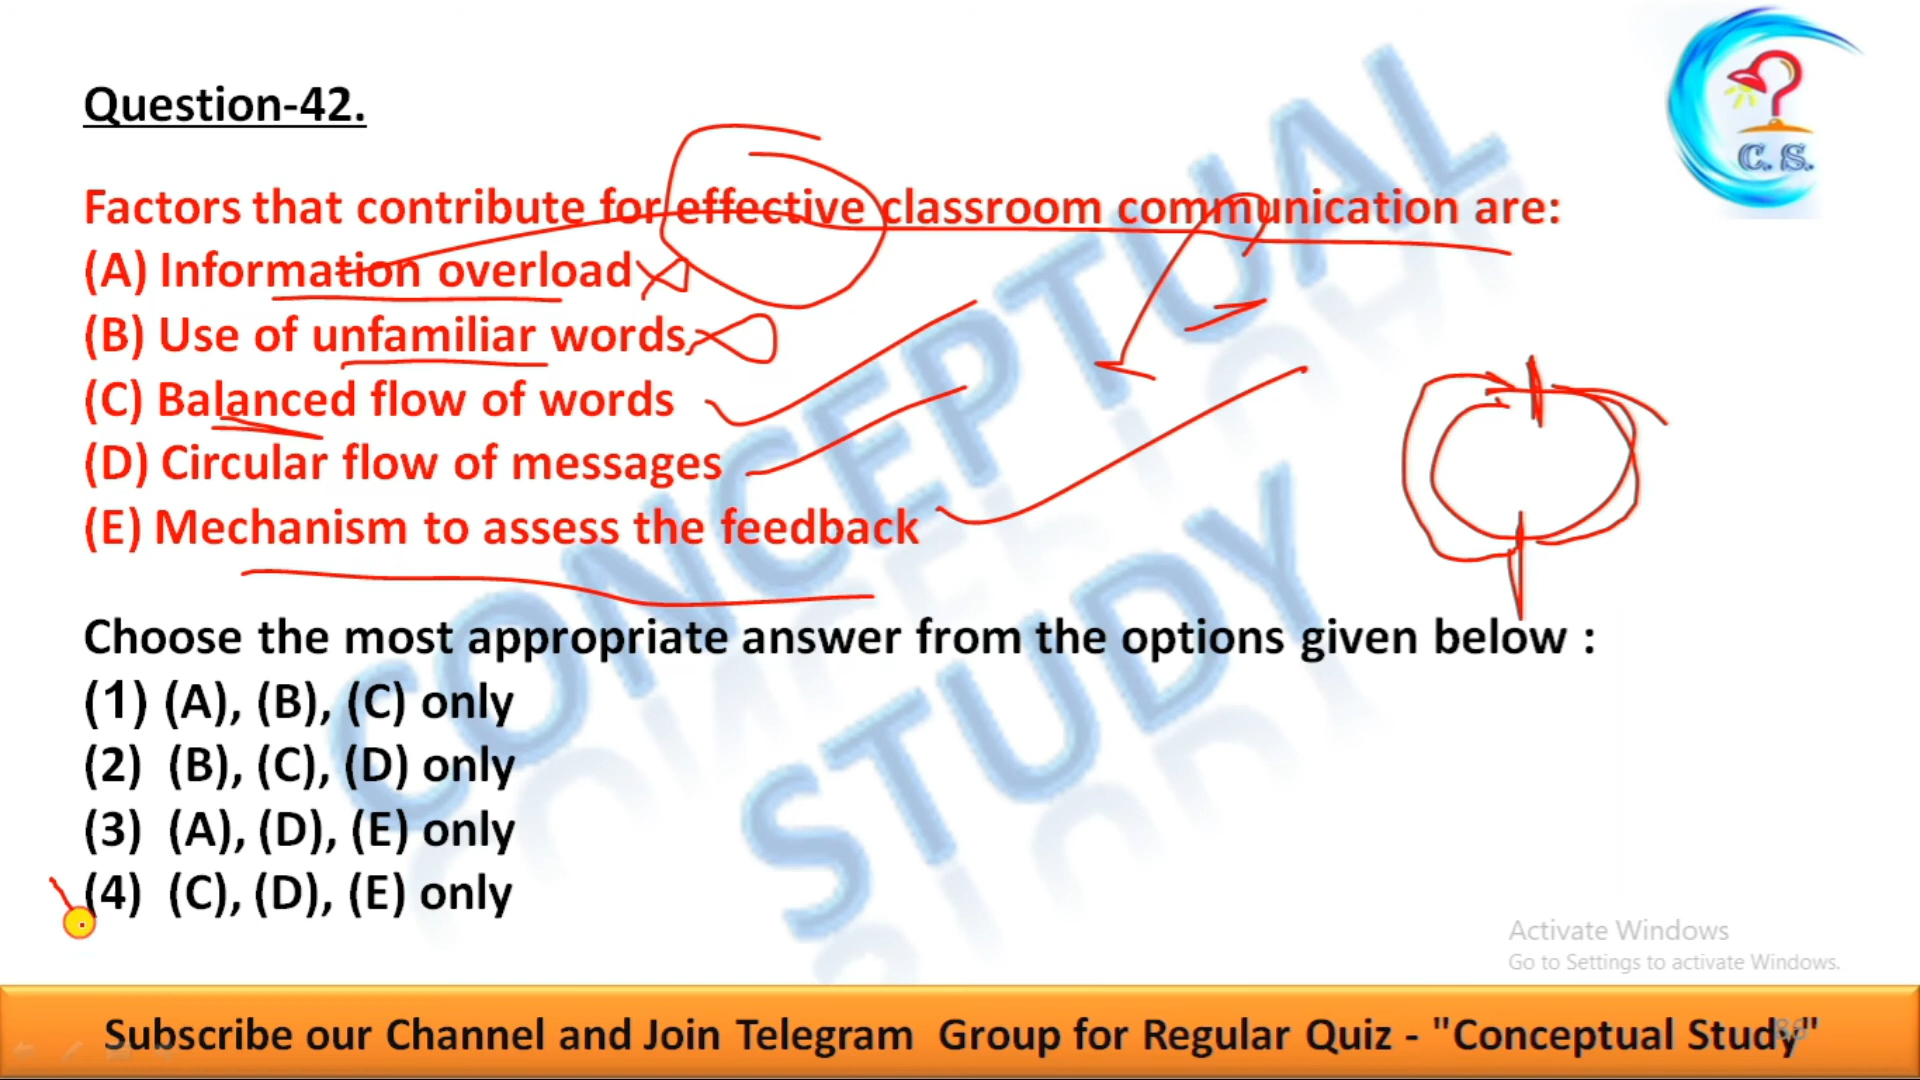 C. S.
Question-42.
Factors that contribute for effective classroom communication are:
(A) Information overload
(B) Use of unfamiliar words
(C) Balanced flow of words
(D) Circular flow of messages
(E) Mechanism to assess the feedback
CONCEPTUAL
STUDY
Choose the most appropriate answer from the options given below :
(1) (A), (B), (C) only
(2) (B), (C), (D) only
(3) (A), (D), (E) only
(4) (C), (D), (E) only
Activate Windows
Go to Settings to activate Windows.
Subscribe our Channel and Join Telegram Group for Regular Quiz - "Conceptual Study"